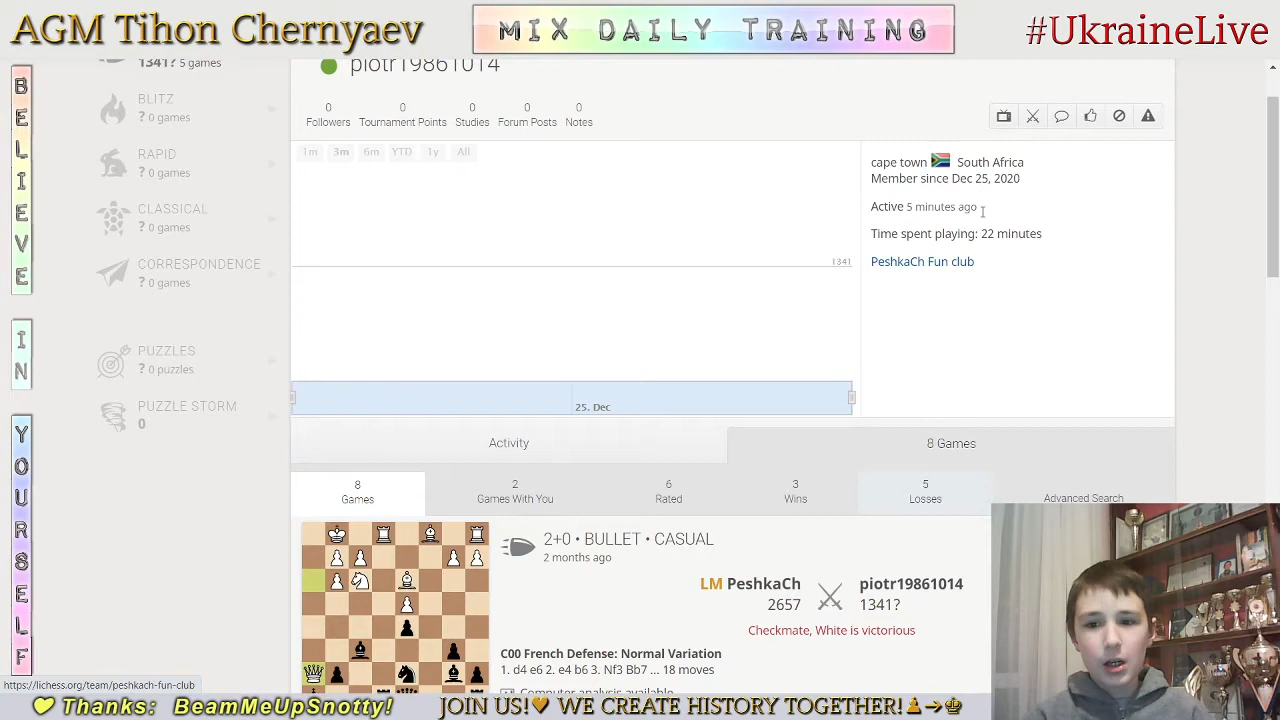 AGM Tihon Chernyaev
MIX DAILY TRAINING
#UkraineLive
BELIEVE
IN
YOURSELF
1341? 5 games
BLITZ
? 0 games
RAPID
? 0 games
CLASSICAL
? 0 games
CORRESPONDENCE
? 0 games
PUZZLES
? 0 puzzles
PUZZLE STORM
0
piotr19861014
0 Followers
0 Tournament Points
0 Studies
0 Forum Posts
0 Notes
1m 3m 6m YTD 1y All
1341
25. Dec
cape town South Africa
Member since Dec 25, 2020
Active 5 minutes ago
Time spent playing: 22 minutes
PeshkaCh Fun club
Activity
8 Games
8 Games
2 Games With You
6 Rated
3 Wins
5 Losses
Advanced Search
2+0 • BULLET • CASUAL
2 months ago
LM PeshkaCh
2657
piotr19861014
1341?
Checkmate, White is victorious
C00 French Defense: Normal Variation
1. d4 e6 2. e4 b6 3. Nf3 Bb7 ... 18 moves
Computer analysis available
https://lichess.org/team/peshkach-fun-club
Thanks: BeamMeUpSnotty!
JOIN US! WE CREATE HISTORY TOGETHER!